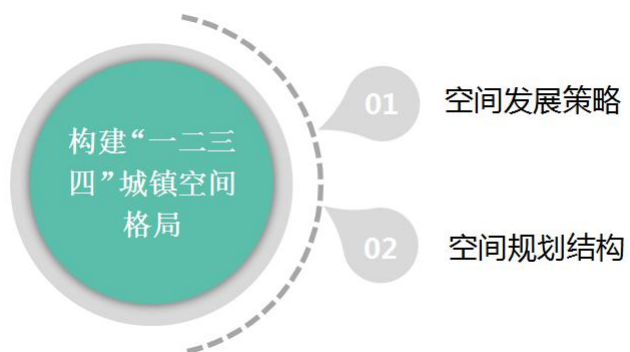 构建“一二三
四”城镇空间
格局
01
空间发展策略
02
空间规划结构